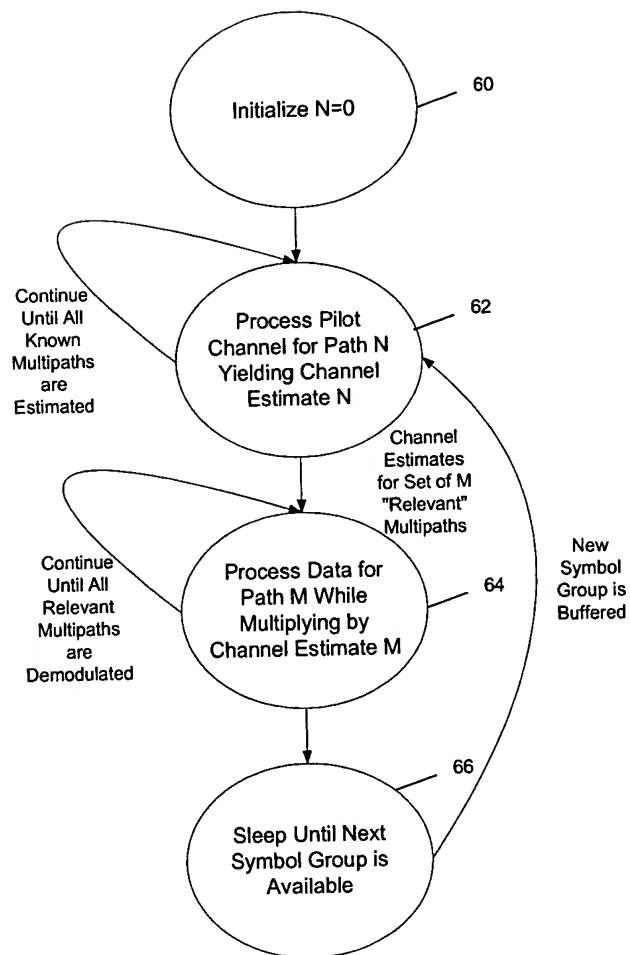 60
Initialize N=0
62
Process Pilot
Channel for Path N
Yielding Channel
Estimate N
Continue
Until All
Known
Multipaths
are
Estimated
Channel
Estimates
for Set of M
"Relevant"
Multipaths
64
Process Data for
Path M While
Multiplying by
Channel Estimate M
Continue
Until All
Relevant
Multipaths
are
Demodulated
New
Symbol
Group is
Buffered
66
Sleep Until Next
Symbol Group is
Available